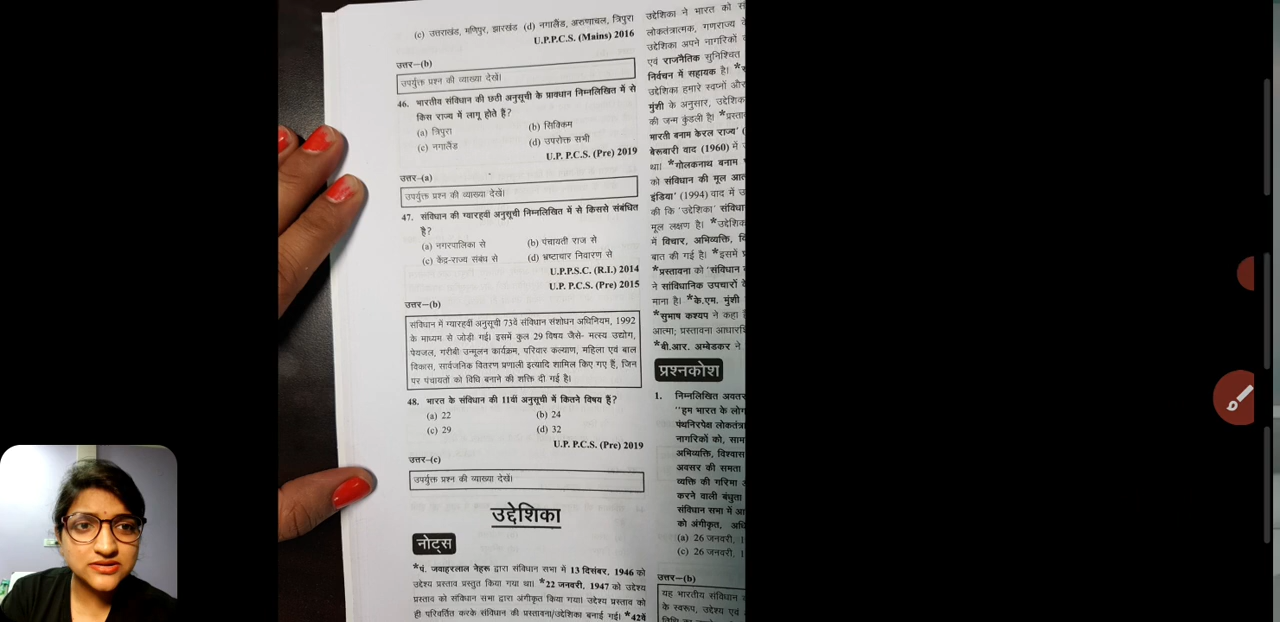 (c) उत्तराखंड, मणिपुर, झारखंड (d) नगालैंड, अरुणाचल, त्रिपुरा
U.P.P.C.S. (Mains) 2016
उत्तर–(b)
उपर्युक्त प्रश्न की व्याख्या देखें।
46. भारतीय संविधान की छठी अनुसूची के प्रावधान निम्नलिखित में से
किस राज्य में लागू होते हैं?
(a) त्रिपुरा (b) सिक्किम
(c) नगालैंड (d) उपरोक्त सभी
U.P. P.C.S. (Pre) 2019
उत्तर–(a)
उपर्युक्त प्रश्न की व्याख्या देखें।
47. संविधान की ग्यारहवीं अनुसूची निम्नलिखित में से किससे संबंधित
है?
(a) नगरपालिका से (b) पंचायती राज से
(c) केंद्र-राज्य संबंध से (d) भ्रष्टाचार निवारण से
U.P.P.S.C. (R.I.) 2014
U.P. P.C.S. (Pre) 2015
उत्तर–(b)
संविधान में ग्यारहवीं अनुसूची 73वें संविधान संशोधन अधिनियम, 1992
के माध्यम से जोड़ी गई। इसमें कुल 29 विषय जैसे- मत्स्य उद्योग,
पेयजल, गरीबी उन्मूलन कार्यक्रम, परिवार कल्याण, महिला एवं बाल
विकास, सार्वजनिक वितरण प्रणाली इत्यादि शामिल किए गए हैं, जिन
पर पंचायतों को विधि बनाने की शक्ति दी गई है।
48. भारत के संविधान की 11वीं अनुसूची में कितने विषय हैं?
(a) 22 (b) 24
(c) 29 (d) 32
U.P. P.C.S. (Pre) 2019
उत्तर–(c)
उपर्युक्त प्रश्न की व्याख्या देखें।
उद्देशिका
नोट्स
*पं. जवाहरलाल नेहरू द्वारा संविधान सभा में 13 दिसंबर, 1946 को
उद्देश्य प्रस्ताव प्रस्तुत किया गया था। *22 जनवरी, 1947 को उद्देश्य
प्रस्ताव को संविधान सभा द्वारा अंगीकृत किया गया। उद्देश्य प्रस्ताव को
ही परिवर्तित करके संविधान की प्रस्तावना/उद्देशिका बनाई गई। *42वें
उद्देशिका ने भारत को
लोकतंत्रात्मक, गणराज्य
उद्देशिका अपने नागरिकों
एवं राजनैतिक सुनिश्चित
निर्वचन में सहायक है।
उद्देशिका हमारे स्वप्नों और
मुंशी के अनुसार, उद्देशिक
की जन्म कुंडली है। *प्रस्ता
भारती बनाम केरल राज्य' (
बेरूबारी वाद (1960) में
था। *गोलकनाथ बनाम
को संविधान की मूल आत
इंडिया' (1994) वाद में उ
की कि 'उद्देशिका' संविधा
मूल लक्षण है। *उद्देशिक
में विचार, अभिव्यक्ति, वि
बात की गई है। *इसमें
*प्रस्तावना को 'संविधान
ने सांविधानिक उपचारों
माना है। *के.एम. मुंशी
*सुभाष कश्यप ने कहा
आत्मा; प्रस्तावना आधारशि
*बी.आर. अम्बेडकर ने
प्रश्नकोश
1. निम्नलिखित अवतर
"हम भारत के लोग
पंथनिरपेक्ष लोकतंत्रा
नागरिकों को, साम
अभिव्यक्ति, विश्वास
अवसर की समता
व्यक्ति की गरिमा
करने वाली बंधुता
संविधान सभा में आ
को अंगीकृत, अधि
(a) 26 जनवरी, 1
(c) 26 जनवरी, 1
उत्तर–(b)
यह भारतीय संविधान
के स्वरूप, उद्देश्य एवं